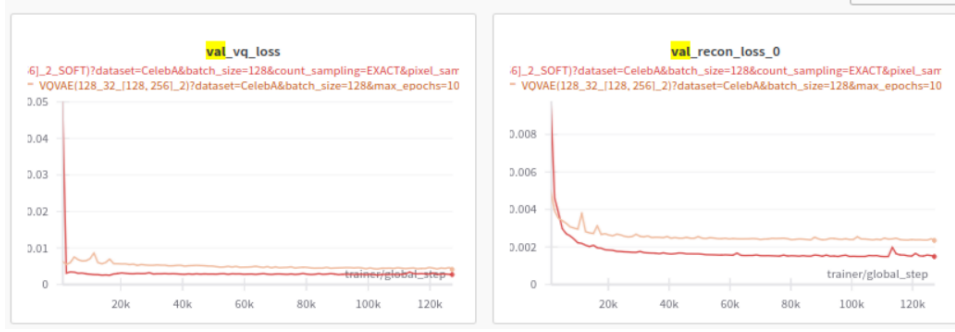 val_vq_loss
6]_2_SOFT)?dataset=CelebA&batch_size=128&count_sampling=EXACT&pixel_sam
VQVAE(128_32_[128, 256]_2)?dataset=CelebA&batch_size=128&max_epochs=10
0.05
0.04
0.03
0.02
0.01
0
trainer/global_step
20k 40k 60k 80k 100k 120k
val_recon_loss_0
6]_2_SOFT)?dataset=CelebA&batch_size=128&count_sampling=EXACT&pixel_sam
VQVAE(128_32_[128, 256]_2)?dataset=CelebA&batch_size=128&max_epochs=10
0.008
0.006
0.004
0.002
0
trainer/global_step
20k 40k 60k 80k 100k 120k